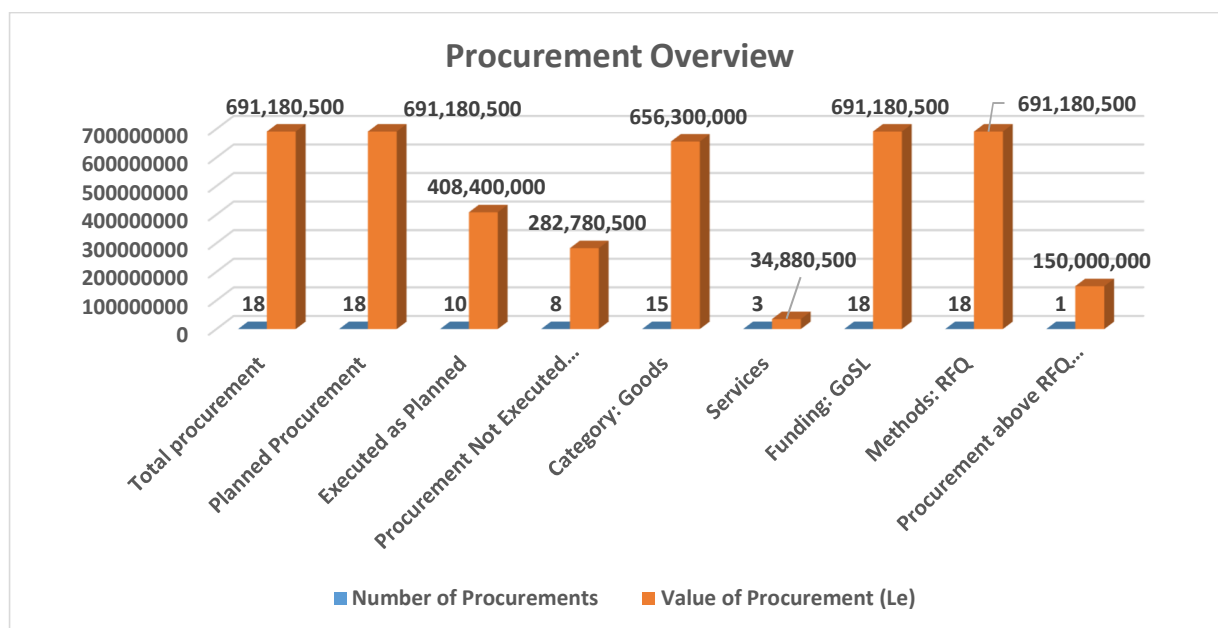 Procurement Overview
691,180,500
691,180,500
408,400,000
282,780,500
656,300,000
34,880,500
691,180,500
691,180,500
150,000,000
700000000
600000000
500000000
400000000
300000000
200000000
100000000
0
18
18
10
8
15
3
18
18
1
Total procurement
Planned Procurement
Executed as Planned
Procurement Not Executed...
Category: Goods
Services
Funding: GoSL
Methods: RFQ
Procurement above RFQ...
Number of Procurements
Value of Procurement (Le)